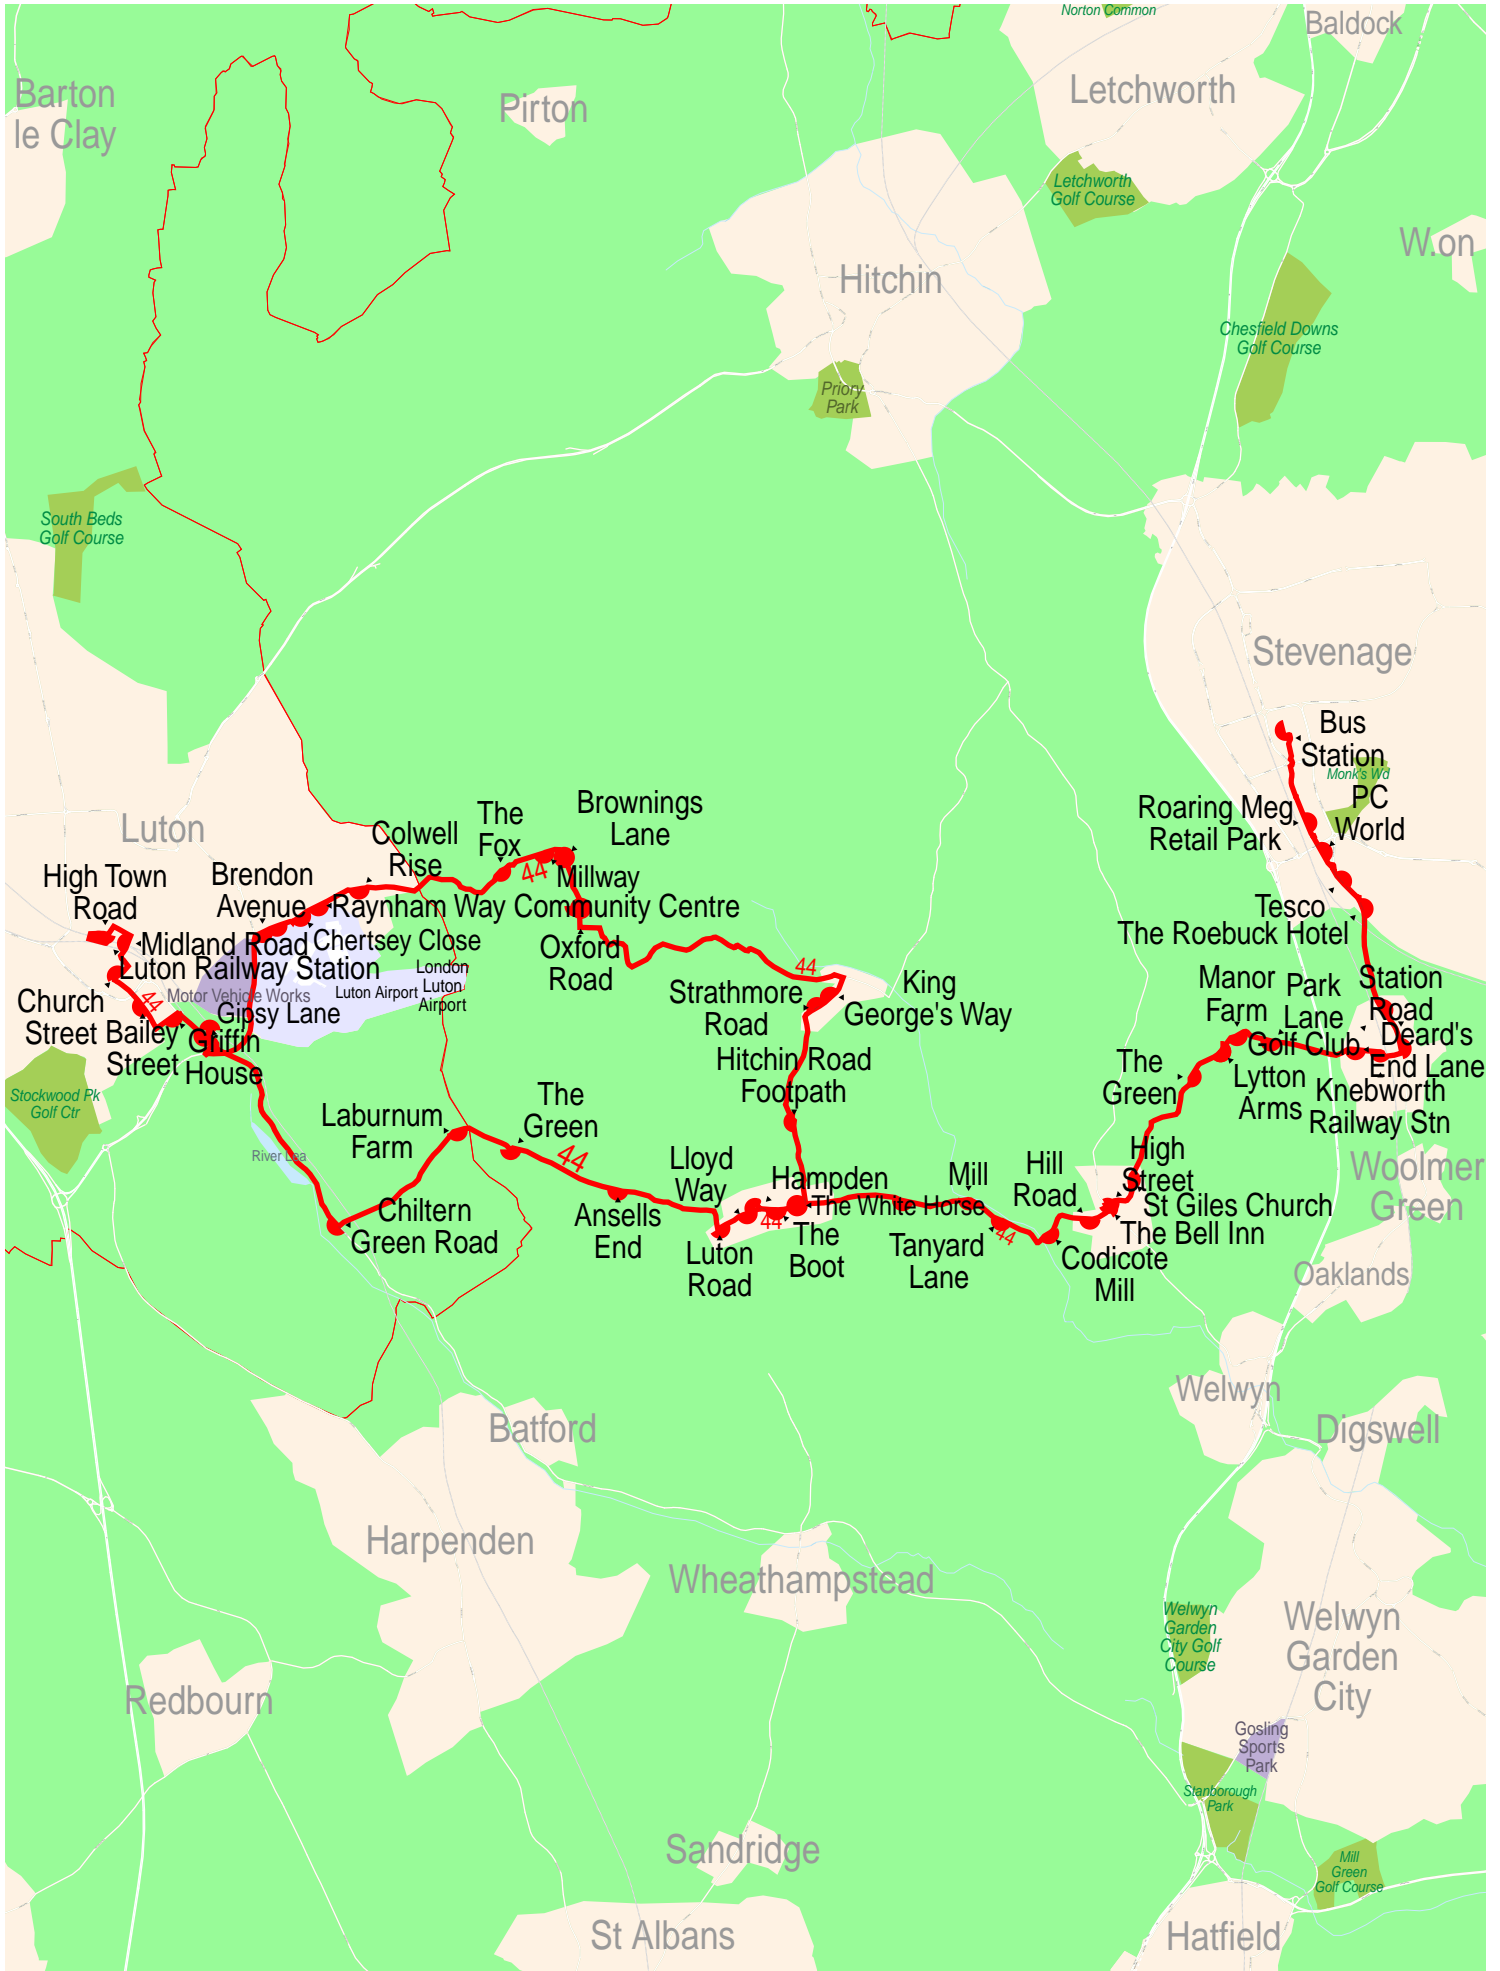 Norton Common
Baldock
Barton
le Clay
Pirton
Letchworth
Letchworth
Golf Course
W.on
Hitchin
Chesfield Downs
Golf Course
Priory
Park
South Beds
Golf Course
Stevenage
Bus
Station
Monk's Wd
PC
World
Roaring Meg
Retail Park
Luton
Colwell
Rise
The
Fox
Brownings
Lane
44
Millway
High Town
Road
Brendon
Avenue
Raynham Way Community Centre
Tesco
The Roebuck Hotel
Midland Road
Chertsey Close
Oxford
Road
Luton Railway Station
London
Luton
Airport
Luton Airport
Motor Vehicle Works
44
44
Strathmore
Road
King
George's Way
Manor
Farm
Park
Lane
Station
Road
Church
Street
Bailey
Street
Gipsy Lane
Griffin
House
Golf Club
Deard's
End Lane
Hitchin Road
Footpath
The
Green
Lytton
Arms
Knebworth
Railway Stn
Stockwood Pk
Golf Ctr
River Lea
Laburnum
Farm
The
Green
44
Lloyd
Way
Hampden
The White Horse
44
The
Boot
Mill
Hill
Road
High
Street
St Giles Church
The Bell Inn
Woolmer
Green
Chiltern
Green Road
Ansells
End
Luton
Road
Tanyard
Lane
44
Codicote
Mill
Oaklands
Welwyn
Batford
Digswell
Harpenden
Wheathampstead
Welwyn
Garden
City Golf
Course
Welwyn
Garden
City
Redbourn
Gosling
Sports
Park
Stanborough
Park
Sandridge
Mill
Green
Golf Course
St Albans
Hatfield